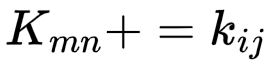 K_{mn} += k_{ij}